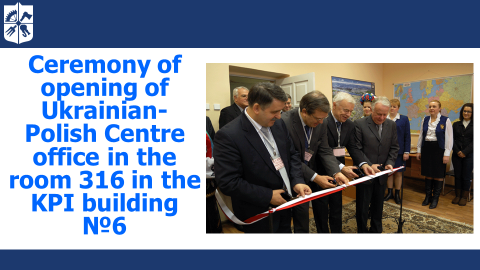 Ceremony of
opening of
Ukrainian-
Polish Centre
office in the
room 316 in the
KPI building
№6